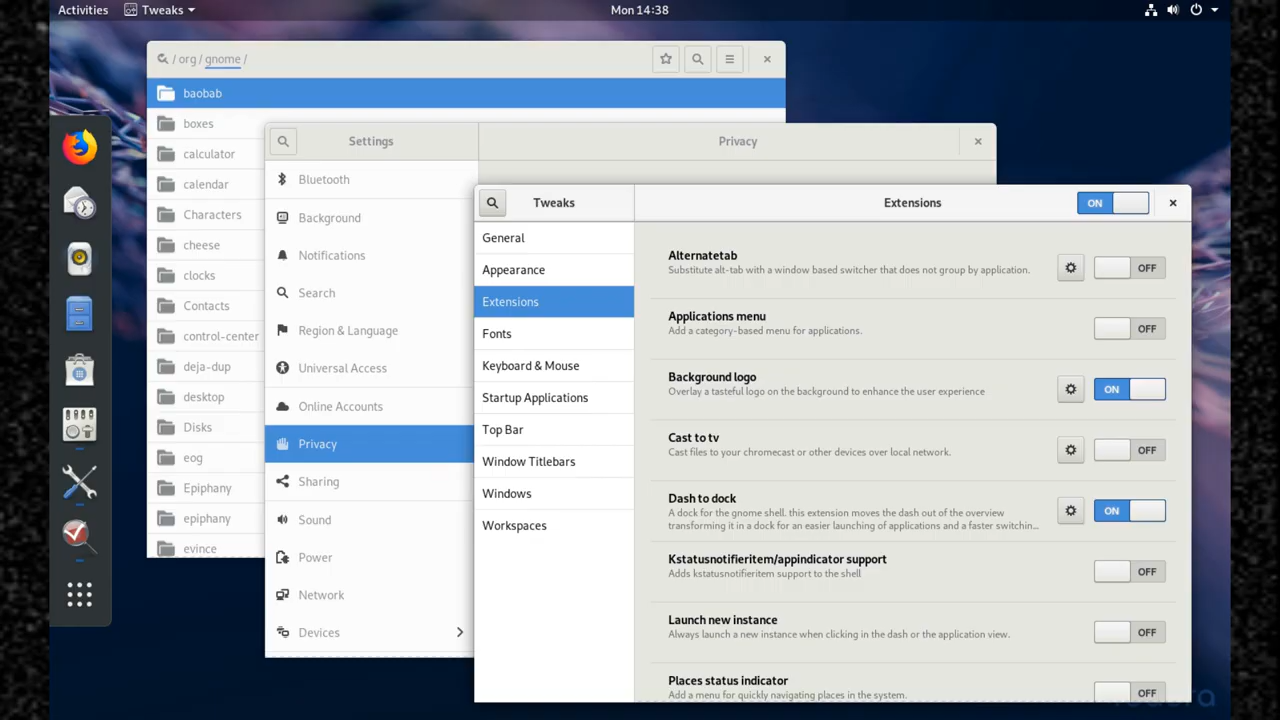 Activities
Tweaks
Mon 14:38
/ org / gnome /
baobab
boxes
calculator
calendar
Characters
cheese
clocks
Contacts
control-center
deja-dup
desktop
Disks
eog
Epiphany
epiphany
evince
Settings
Privacy
Bluetooth
Background
Notifications
Search
Region & Language
Universal Access
Online Accounts
Privacy
Sharing
Sound
Power
Network
Devices
Tweaks
Extensions
ON
General
Appearance
Extensions
Fonts
Keyboard & Mouse
Startup Applications
Top Bar
Window Titlebars
Windows
Workspaces
Alternatetab
Substitute alt-tab with a window based switcher that does not group by application.
OFF
Applications menu
Add a category-based menu for applications.
OFF
Background logo
Overlay a tasteful logo on the background to enhance the user experience
ON
Cast to tv
Cast files to your chromecast or other devices over local network.
OFF
Dash to dock
A dock for the gnome shell. this extension moves the dash out of the overview
transforming it in a dock for an easier launching of applications and a faster switchin…
ON
Kstatusnotifieritem/appindicator support
Adds kstatusnotifieritem support to the shell
OFF
Launch new instance
Always launch a new instance when clicking in the dash or the application view.
OFF
Places status indicator
Add a menu for quickly navigating places in the system.
OFF